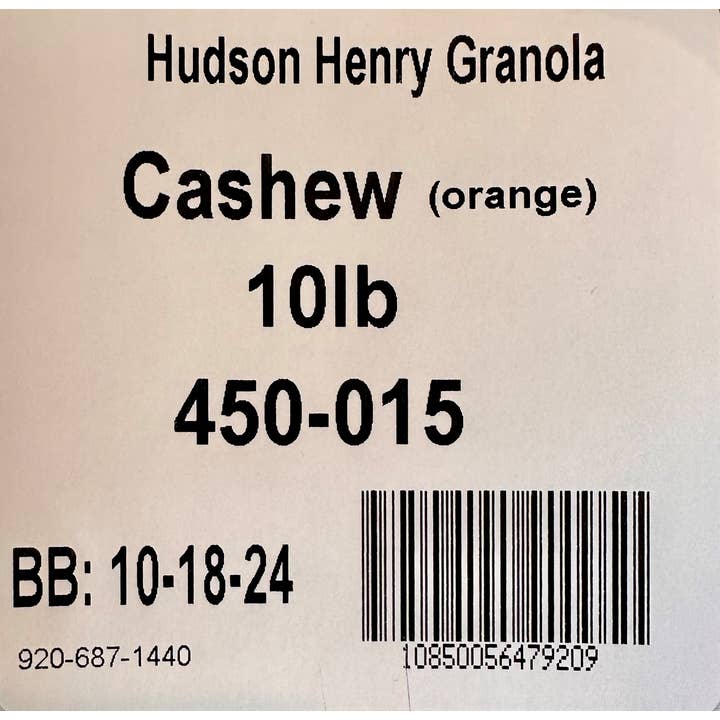 Hudson Henry Granola
Cashew (orange)
10lb
450-015
BB: 10-18-24
920-687-1440
10850056479209